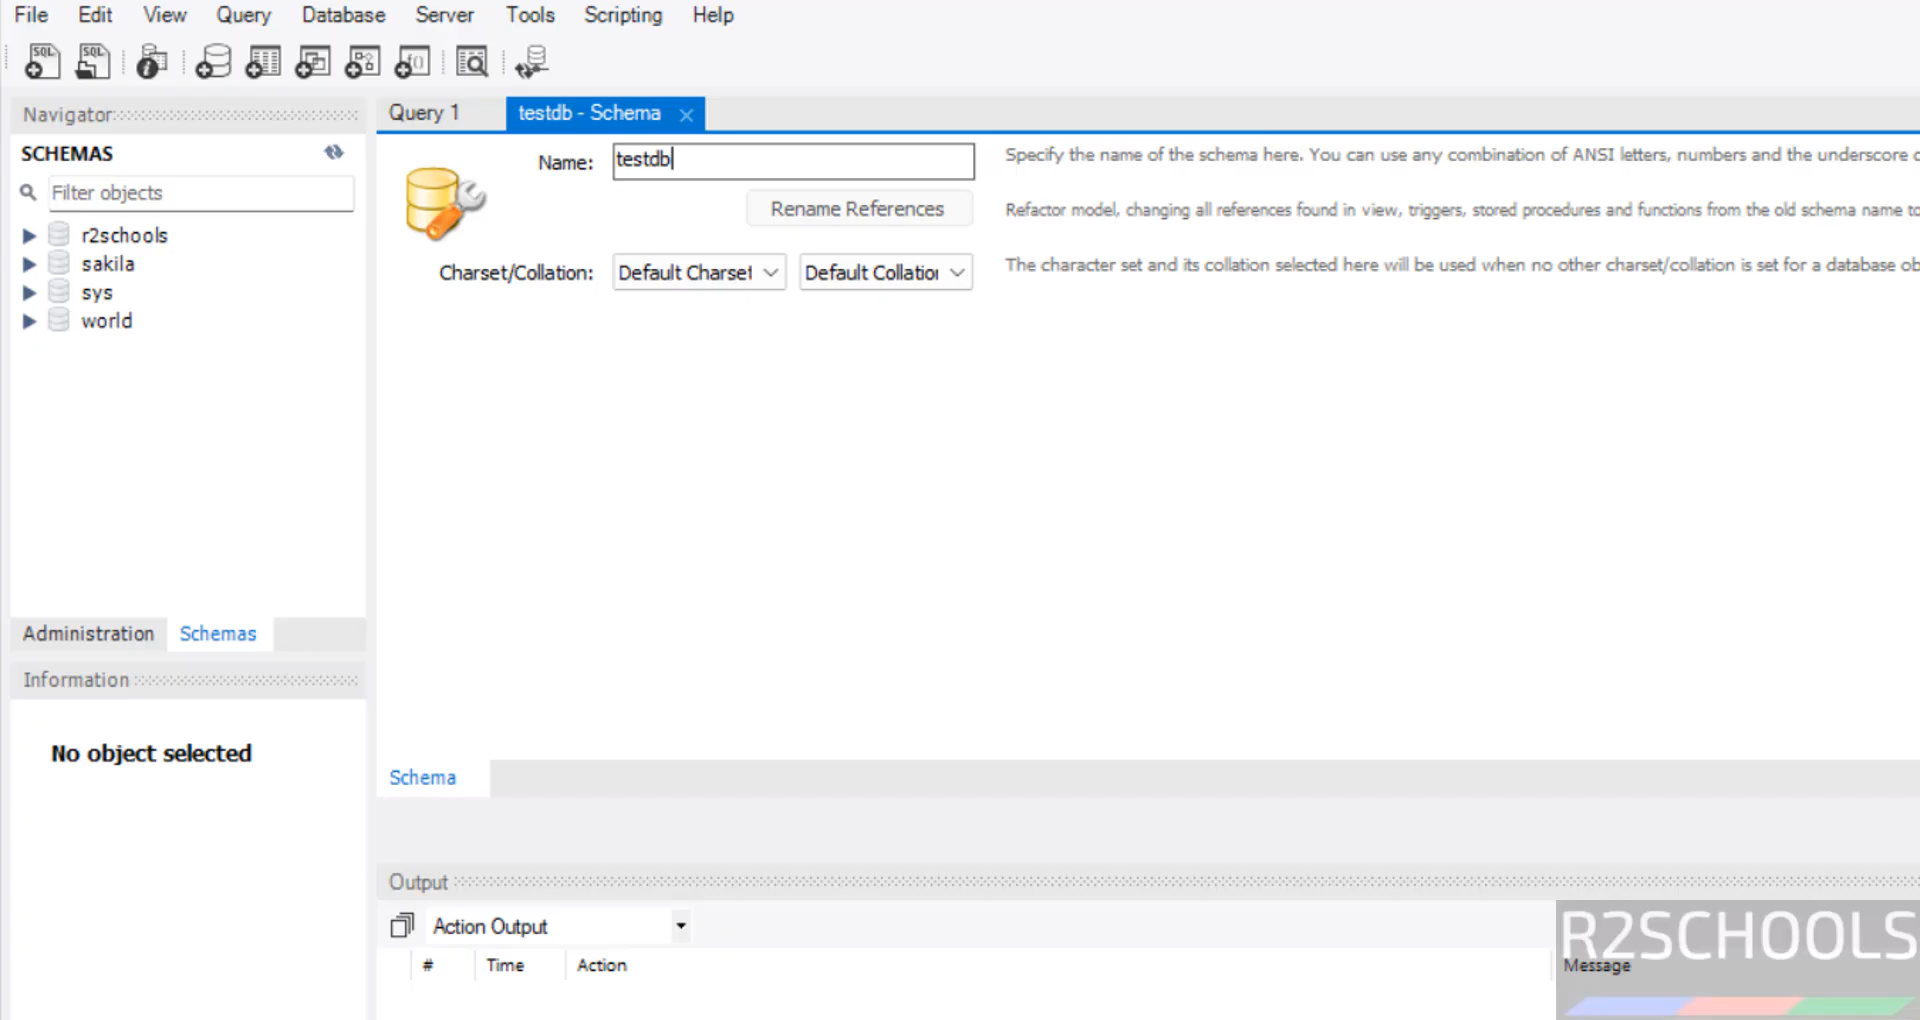 File Edit View Query Database Server Tools Scripting Help
SQL SQL
Navigator
SCHEMAS
Filter objects
r2schools
sakila
sys
world
Administration Schemas
Information
No object selected
Query 1 testdb - Schema
Name: testdb
Specify the name of the schema here. You can use any combination of ANSI letters, numbers and the underscore
Rename References
Refactor model, changing all references found in view, triggers, stored procedures and functions from the old schema name to
Charset/Collation: Default Charset Default Collation
The character set and its collation selected here will be used when no other charset/collation is set for a database ob
Schema
Output
Action Output
# Time Action Message
R2SCHOOLS